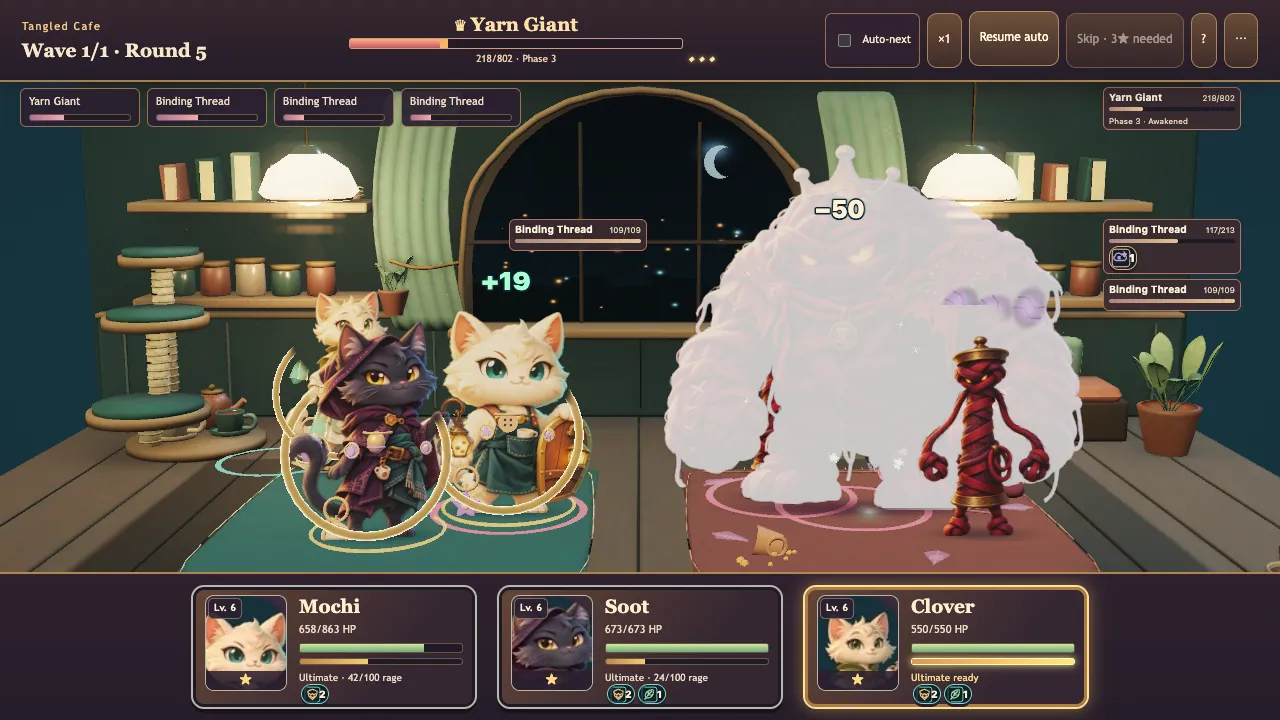 Tangled Cafe
Wave 1/1 · Round 5
♛ Yarn Giant
218/802 · Phase 3
Auto-next
×1
Resume auto
Skip · 3★ needed
?
...
Yarn Giant
Binding Thread
Binding Thread
Binding Thread
Yarn Giant 218/802
Phase 3 · Awakened
−50
Binding Thread 109/109
Binding Thread 117/213
1
+19
Binding Thread 109/109
Lv. 6
Mochi
658/863 HP
Ultimate · 42/100 rage
2
Lv. 6
Soot
673/673 HP
Ultimate · 24/100 rage
2 1
Lv. 6
Clover
550/550 HP
Ultimate ready
2 1